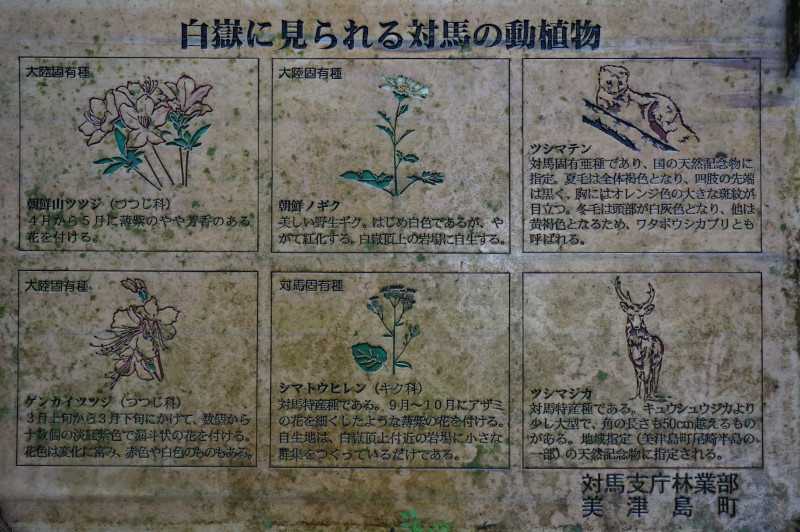 白嶽に見られる対馬の動植物
大陸固有種
朝鮮山ツツジ（つつじ科）
4月から5月に薄紫のやや芳香のある
花を付ける。
大陸固有種
朝鮮ノギク
美しい野生ギク。はじめ白色であるが、や
がて紅化する。白嶽頂上の岩場に自生する。
ツシマテン
対馬固有亜種であり、国の天然記念物に
指定。夏毛は全体褐色となり、四肢の先端
は黒く、胸にはオレンジ色の大きな斑紋が
目立つ。冬毛は頭部が白灰色となり、他は
黄褐色となるため、ワタボウシカブリとも
呼ばれる。
大陸固有種
ゲンカイツツジ（つつじ科）
3月上旬から3月下旬にかけて、数個から
十数個の淡紅紫色で漏斗状の花を付ける。
花色は変化に富み、赤色や白色のものもある。
対馬固有種
シマトウヒレン（キク科）
対馬特産種である。9月〜10月にアザミ
の花を細くしたような薄紫の花を付ける。
自生地は、白嶽頂上付近の岩場に小さな
群集をつくっているだけである。
ツシマジカ
対馬特産種である。キュウシュウジカより
少し大型で、角の長さも50cm越えるもの
がある。地域指定（美津島町尾崎半島の
一部）の天然記念物に指定される。
対馬支庁林業部
美津島町